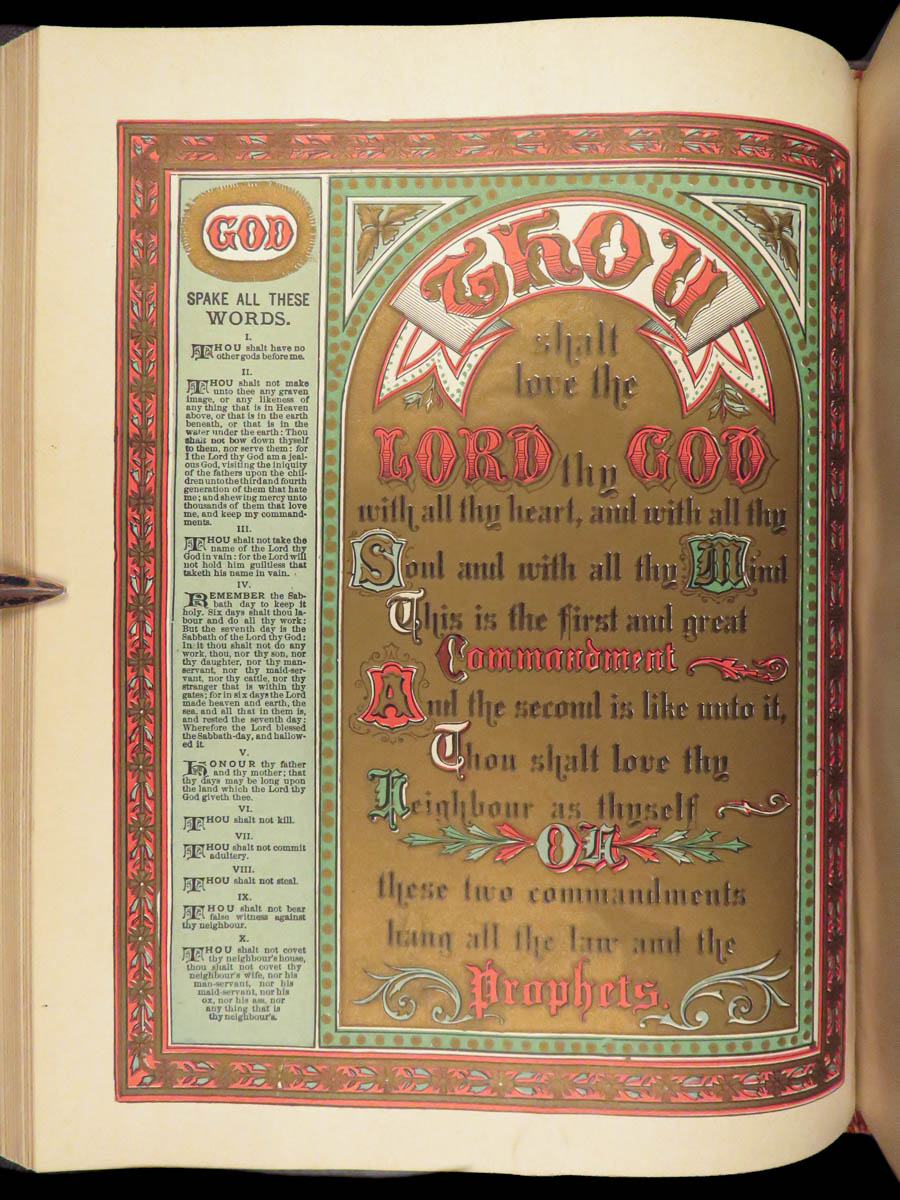 GOD
SPAKE ALL THESE
WORDS.
I.
THOU shalt have no
other gods before me.
II.
THOU shalt not make
unto thee any graven
image, or any likeness of
any thing that is in Heaven
above, or that is in the earth
beneath, or that is in the
water under the earth: Thou
shalt not bow down thyself
to them, nor serve them: for
I the Lord thy God am a jeal-
ous God, visiting the iniquity
of the fathers upon the chil-
dren unto the third and fourth
generation of them that hate
me; and shewing mercy unto
thousands of them that love
me, and keep my command-
ments.
III.
THOU shalt not take the
name of the Lord thy
God in vain: for the Lord will
not hold him guiltless that
taketh his name in vain.
IV.
REMEMBER the Sab-
bath day to keep it
holy. Six days shalt thou la-
bour and do all thy work:
But the seventh day is the
Sabbath of the Lord thy God:
In it thou shalt not do any
work, thou, nor thy son, nor
thy daughter, nor thy man-
servant, nor thy maid-ser-
vant, nor thy cattle, nor thy
stranger that is within thy
gates; for in six days the Lord
made heaven and earth, the
sea, and all that in them is,
and rested the seventh day:
Wherefore the Lord blessed
the Sabbath-day, and hallow-
ed it.
V.
HONOUR thy father
and thy mother; that
thy days may be long upon
the land which the Lord thy
God giveth thee.
VI.
THOU shalt not kill.
VII.
THOU shalt not commit
adultery.
VIII.
THOU shalt not steal.
IX.
THOU shalt not bear
false witness against
thy neighbour.
X.
THOU shalt not covet
thy neighbour's house,
thou shalt not covet thy
neighbour's wife, nor his
man-servant, nor his
maid-servant, nor his
ox, nor his ass, nor
any thing that is
thy neighbour's.
Thou
shalt
love the
LORD thy GOD
with all thy heart, and with all thy
Soul and with all thy Mind
This is the first and great
Commandment
And the second is like unto it,
Thou shalt love thy
Neighbour as thyself
ON
these two commandments
hang all the law and the
Prophets.